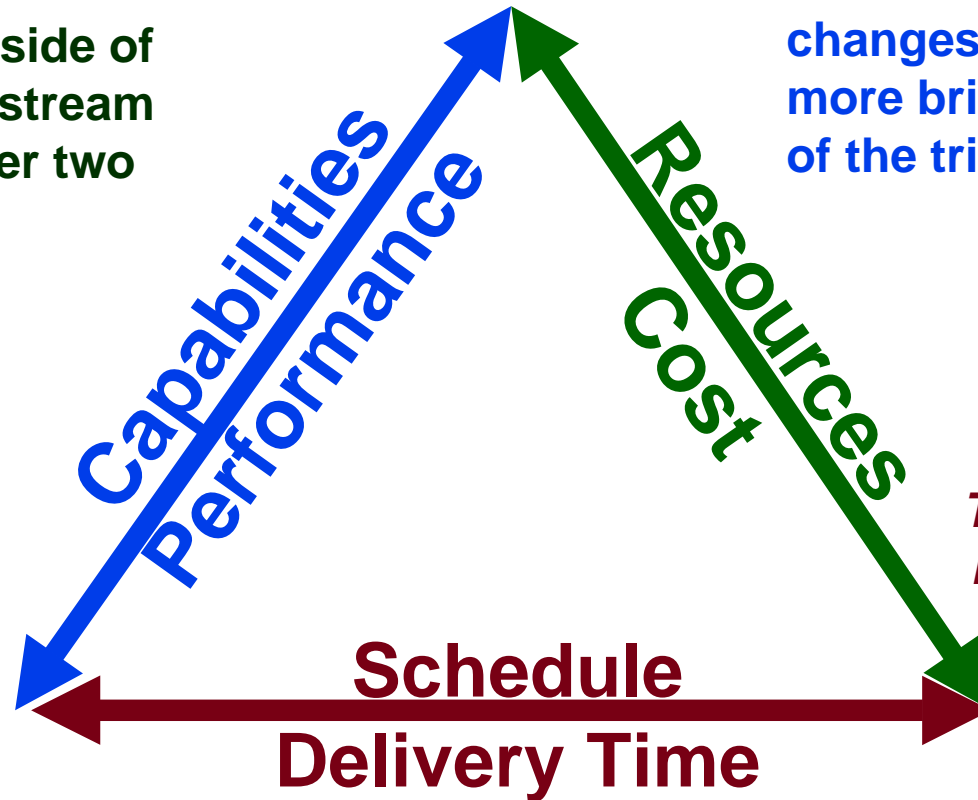 side of
stream
er two
changes
more bri
of the tri
Capabilities
Performance
Resources
Cost
T
Schedule
Delivery Time